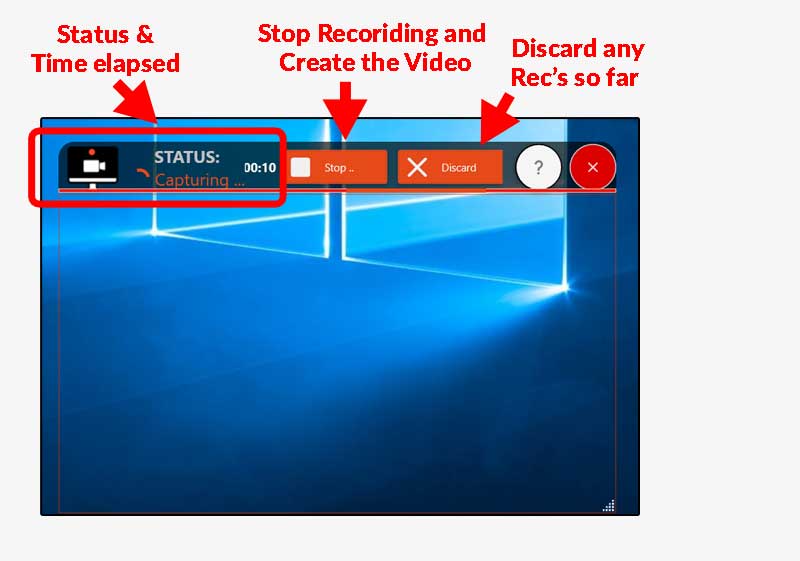 Status &
Time elapsed
Stop Recoriding and
Create the Video
Discard any
Rec's so far
STATUS:
Capturing ...
00:10
Stop ..
Discard
?